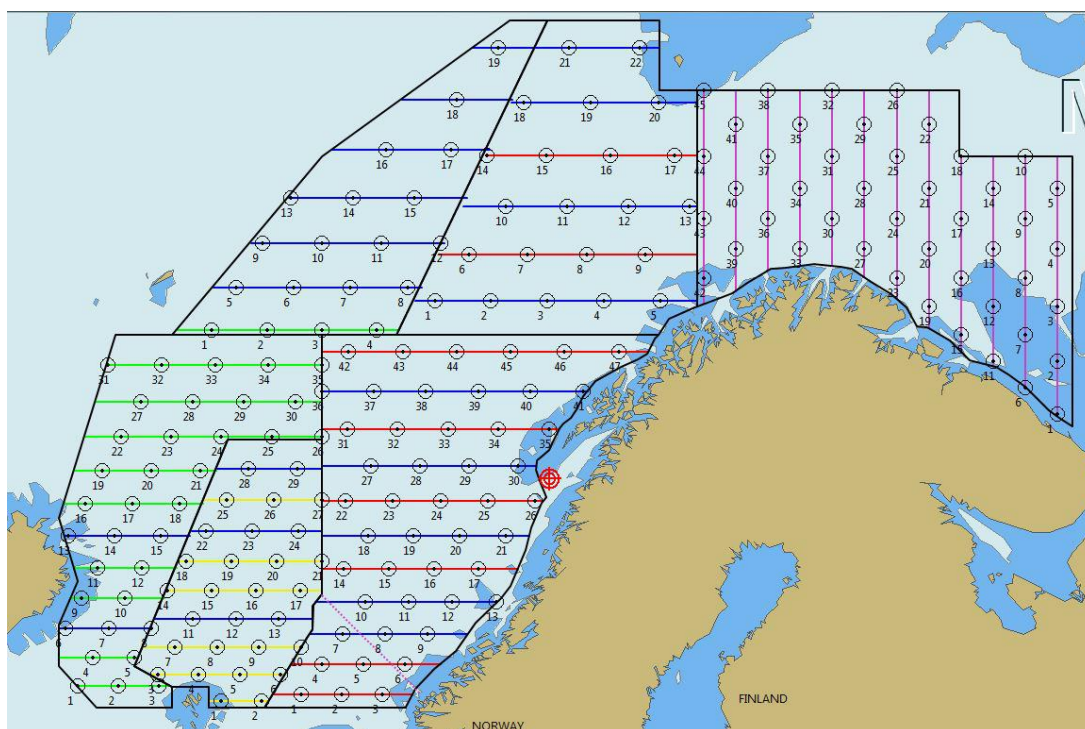 19 21 22
45 38 32 26
N
18 18 19 20
41 35 29 22
16 17 14 15 16 17 44 37 31 25 18 10
40 34 28 21 14 5
13 14 15
10 11 12 13
43 36 30 24 17 9
9 10 11 12
6 7 8 9
39 33 27 20 13 4
42 23 16 8
5 6 7 8
1 2 3 4 5
19 12 3
1 2 3 4
15 7
42 43 44 45 46 47
31 32 33 34 35
11 2
6
36 37 38 39 40 41
27 28 29 30
1
31 32 33 34 35
22 23 24 25 26
27 28 29 30
19 20 21 28 29
16 17 18 25 26 27 22 23 24 25 26
13 14 15 22 23 24 18 19 20 21
11 12 18 19 20 21 14 15 16 17
9 10 14 15 16 17 10 11 12 13
6 7 8 11 12 13 7 8 9
4 5 7 8 9 10 4 5 6
3 4 5 6
1 2 3 1 2 3
1 2
FINLAND
NORWAY